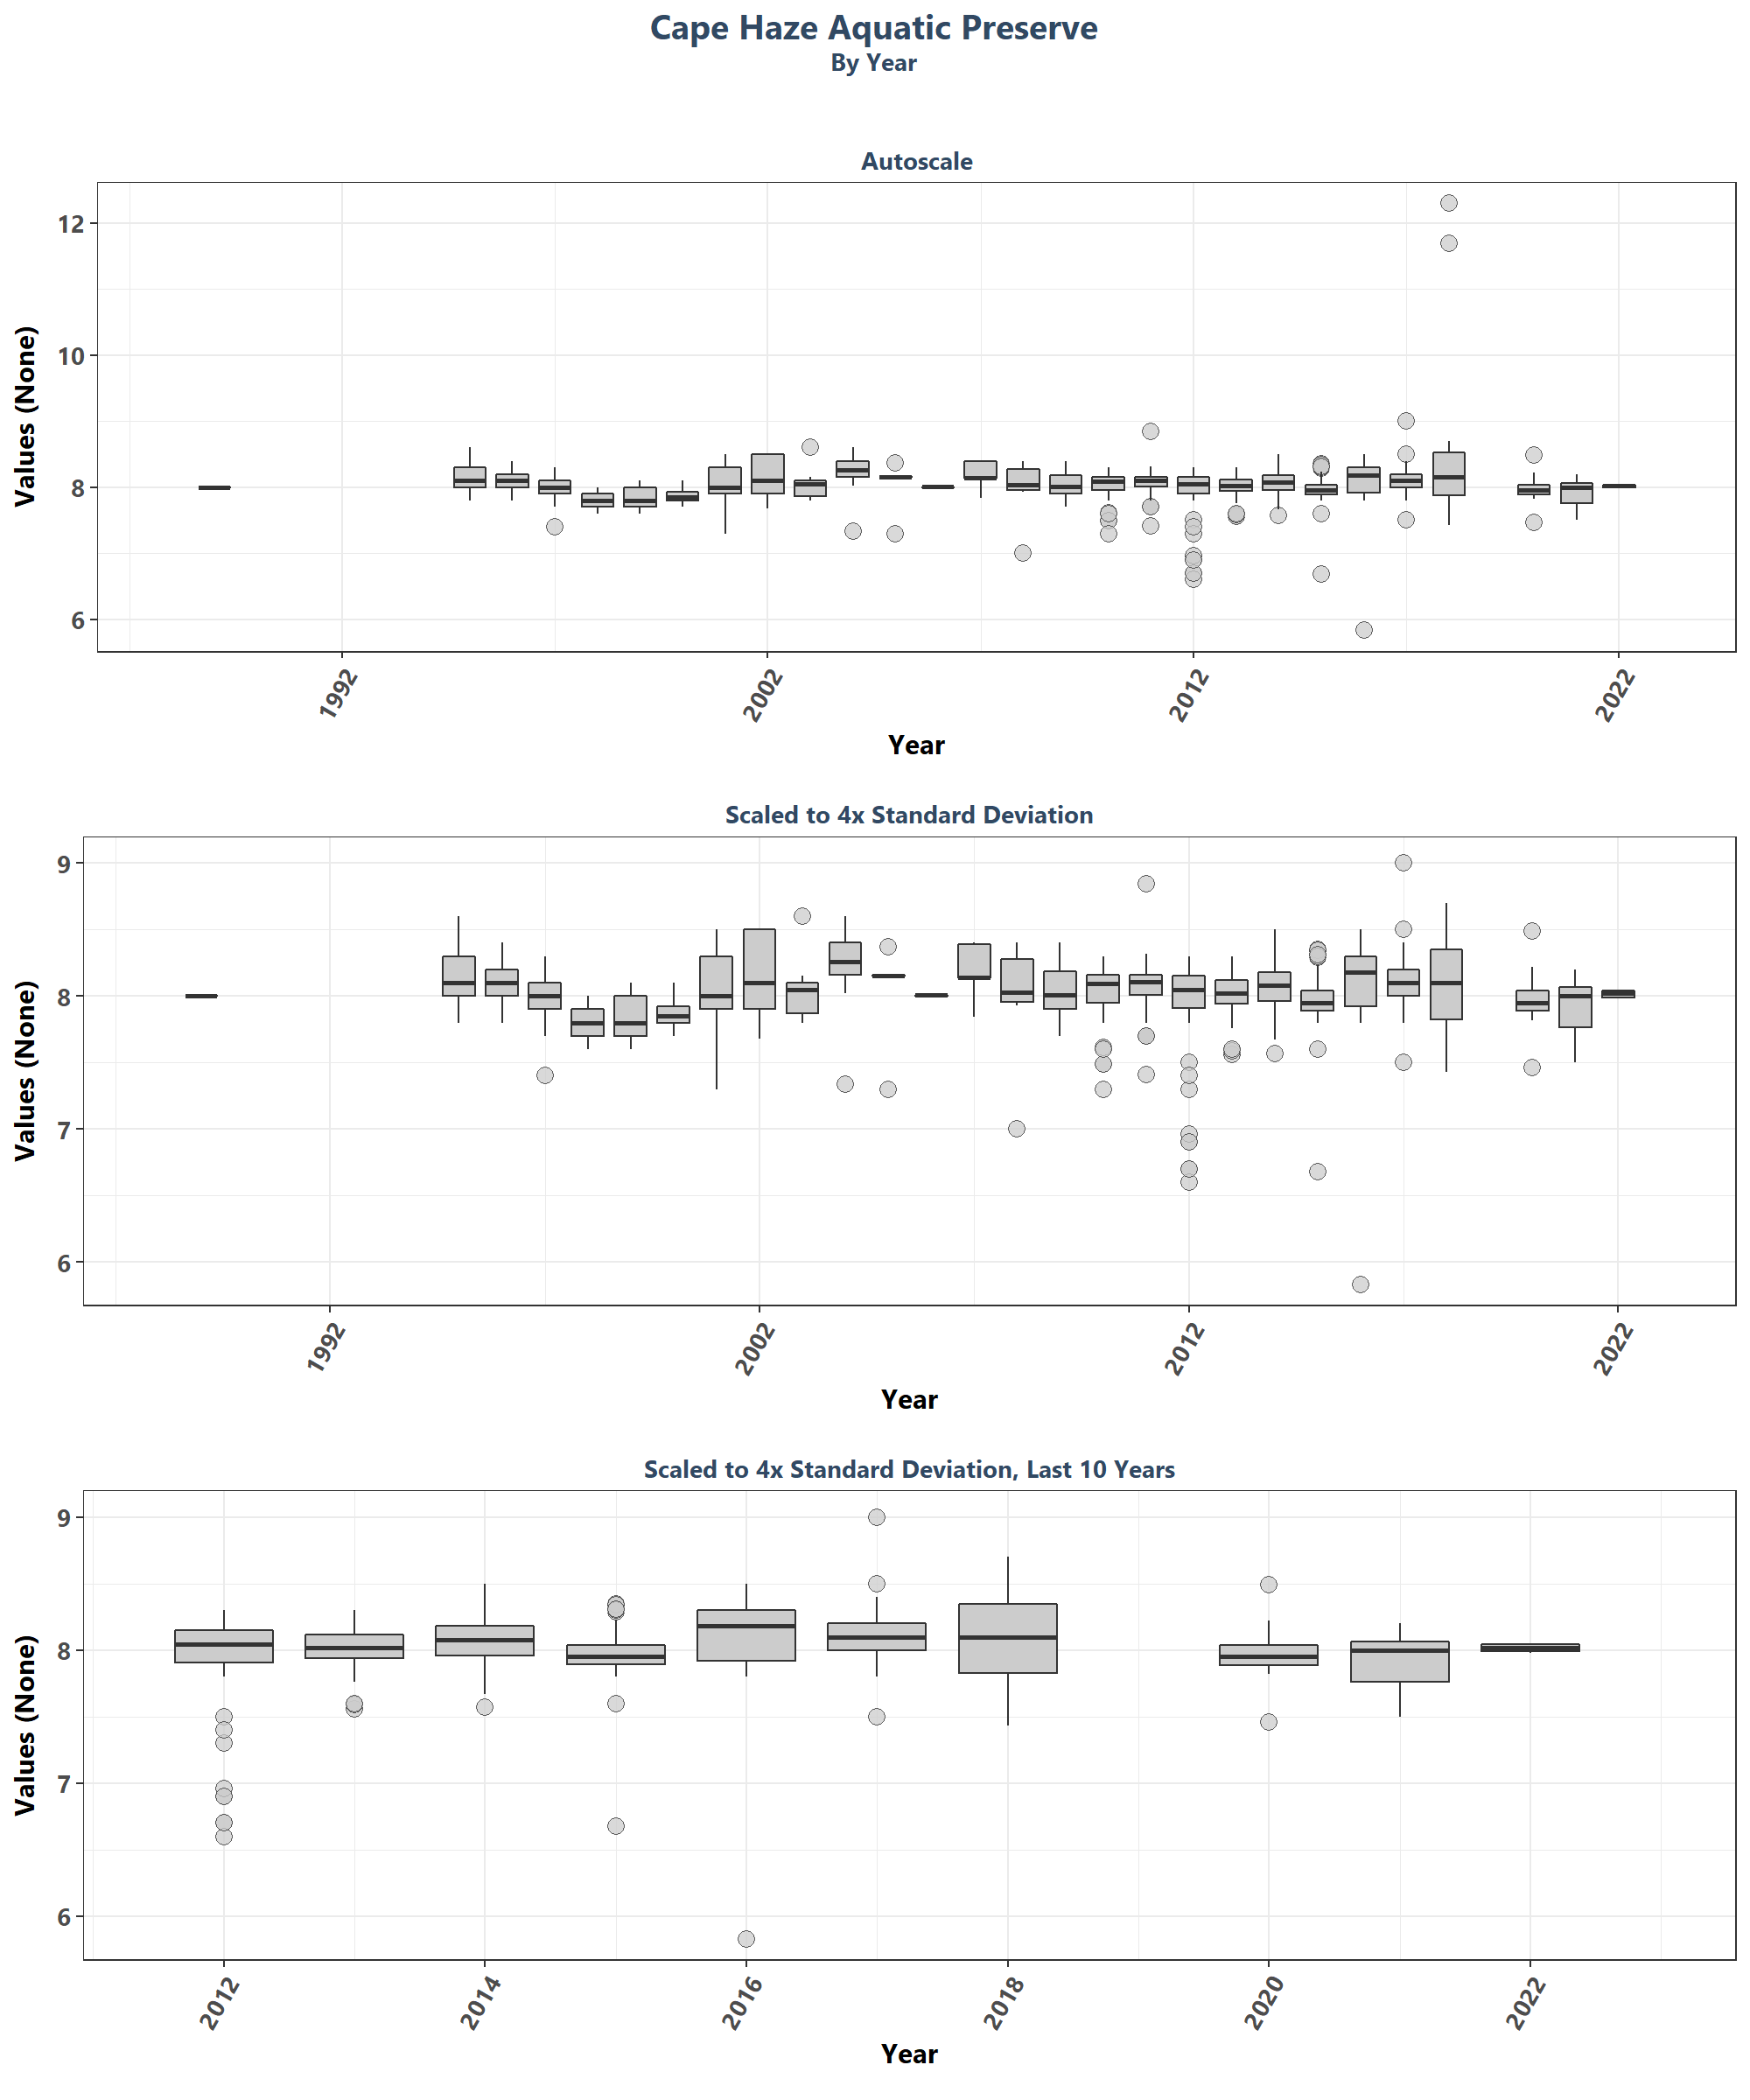 Cape Haze Aquatic Preserve
By Year
Autoscale
Values (None)
12
10
8
6
1992
2002
2012
2022
Year
Scaled to 4x Standard Deviation
Values (None)
9
8
7
6
1992
2002
2012
2022
Year
Scaled to 4x Standard Deviation, Last 10 Years
Values (None)
9
8
7
6
2012
2014
2016
2018
2020
2022
Year